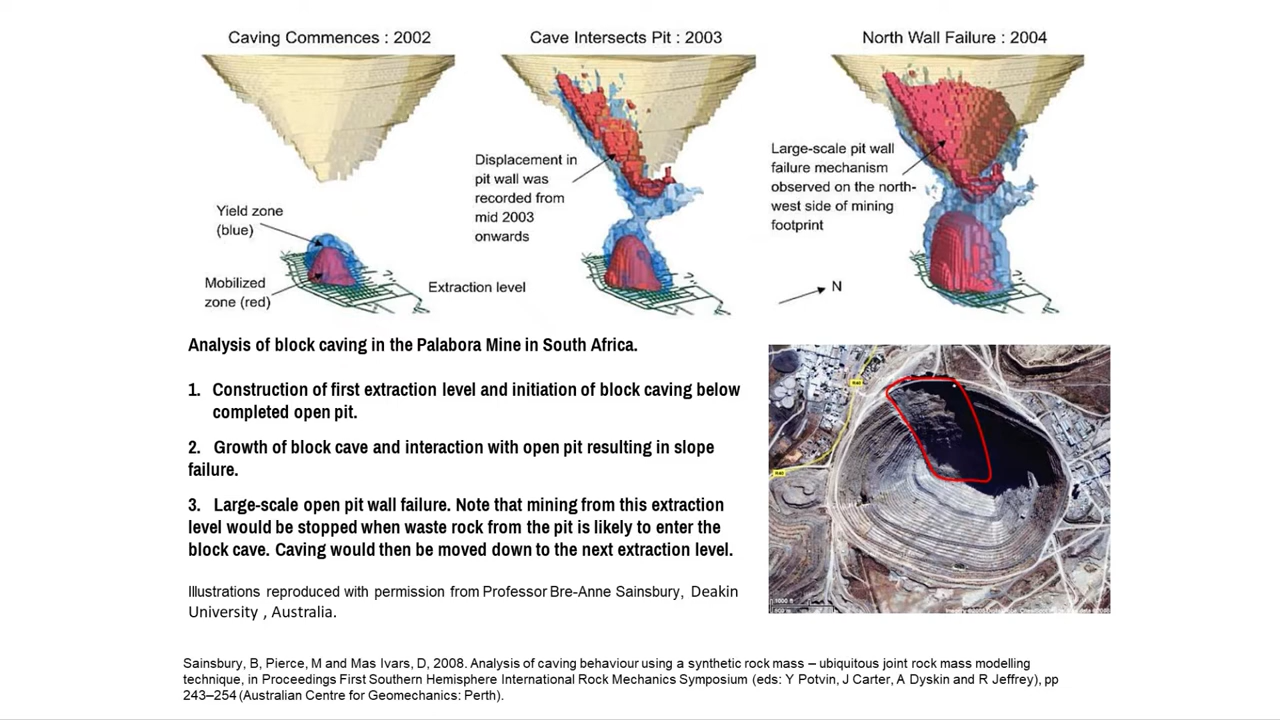 Caving Commences : 2002
Cave Intersects Pit : 2003
North Wall Failure : 2004
Yield zone
(blue)
Mobilized
zone (red)
Extraction level
Displacement in
pit wall was
recorded from
mid 2003
onwards
Large-scale pit wall
failure mechanism
observed on the north-
west side of mining
footprint
N
Analysis of block caving in the Palabora Mine in South Africa.
1. Construction of first extraction level and initiation of block caving below
completed open pit.
2. Growth of block cave and interaction with open pit resulting in slope
failure.
3. Large-scale open pit wall failure. Note that mining from this extraction
level would be stopped when waste rock from the pit is likely to enter the
block cave. Caving would then be moved down to the next extraction level.
Illustrations reproduced with permission from Professor Bre-Anne Sainsbury, Deakin
University , Australia.
R40
R40
1000 ft
Sainsbury, B, Pierce, M and Mas Ivars, D, 2008. Analysis of caving behaviour using a synthetic rock mass – ubiquitous joint rock mass modelling
technique, in Proceedings First Southern Hemisphere International Rock Mechanics Symposium (eds: Y Potvin, J Carter, A Dyskin and R Jeffrey), pp
243–254 (Australian Centre for Geomechanics: Perth).